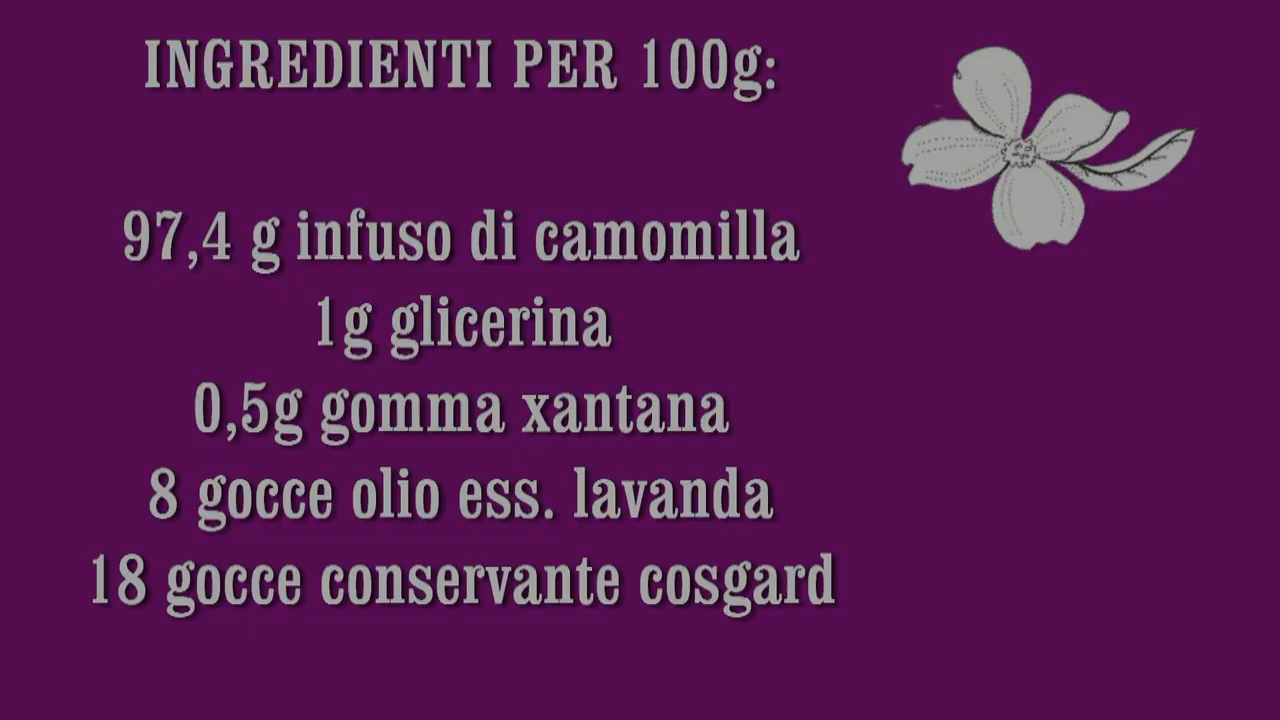 INGREDIENTI PER 100g:
97,4 g infuso di camomilla
1g glicerina
0,5g gomma xantana
8 gocce olio ess. lavanda
18 gocce conservante cosgard